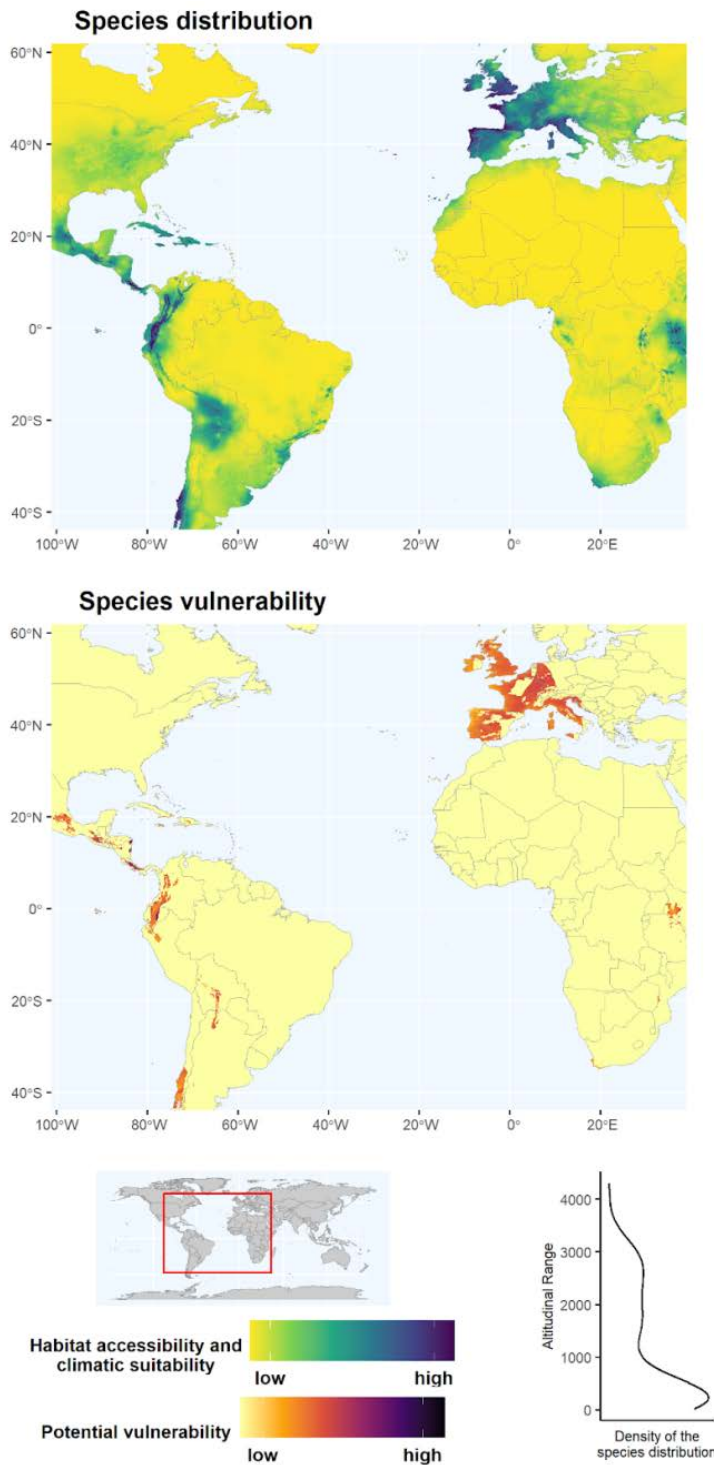 Species distribution
60°N
40°N
20°N
0°
20°S
40°S
100°W 80°W 60°W 40°W 20°W 0° 20°E
Species vulnerability
60°N
40°N
20°N
0°
20°S
40°S
100°W 80°W 60°W 40°W 20°W 0° 20°E
Habitat accessibility and
climatic suitability
low high
Potential vulnerability
low high
Altitudinal Range
4000
3000
2000
1000
0
Density of the
species distribution